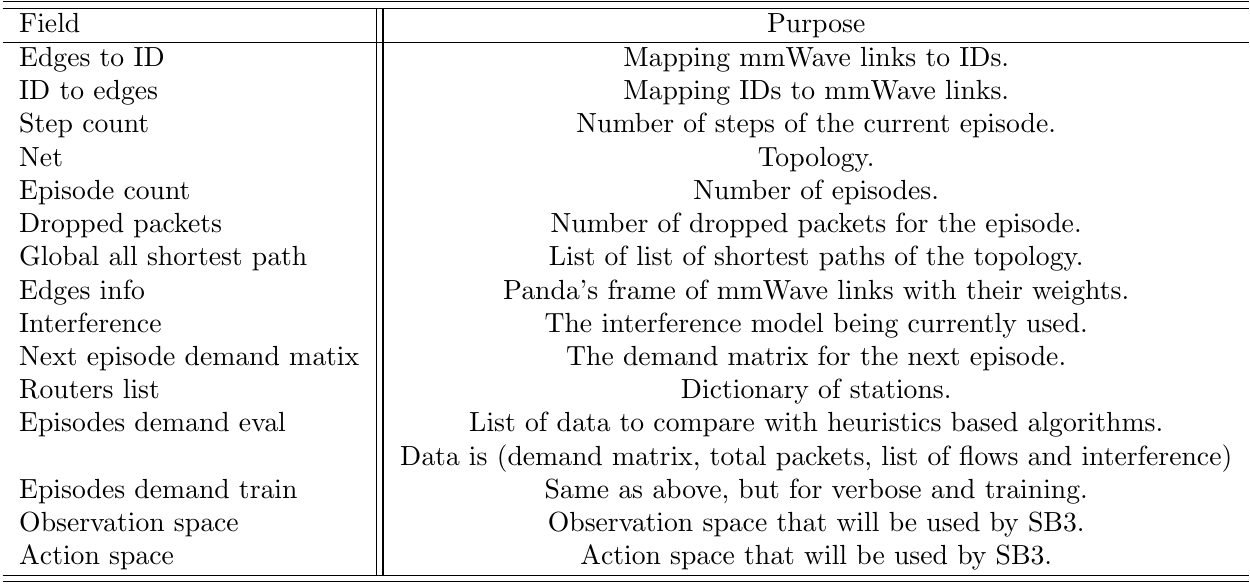 Field Purpose
Edges to ID Mapping mmWave links to IDs.
ID to edges Mapping IDs to mmWave links.
Step count Number of steps of the current episode.
Net Topology.
Episode count Number of episodes.
Dropped packets Number of dropped packets for the episode.
Global all shortest path List of list of shortest paths of the topology.
Edges info Panda's frame of mmWave links with their weights.
Interference The interference model being currently used.
Next episode demand matix The demand matrix for the next episode.
Routers list Dictionary of stations.
Episodes demand eval List of data to compare with heuristics based algorithms.
Data is (demand matrix, total packets, list of flows and interference)
Episodes demand train Same as above, but for verbose and training.
Observation space Observation space that will be used by SB3.
Action space Action space that will be used by SB3.